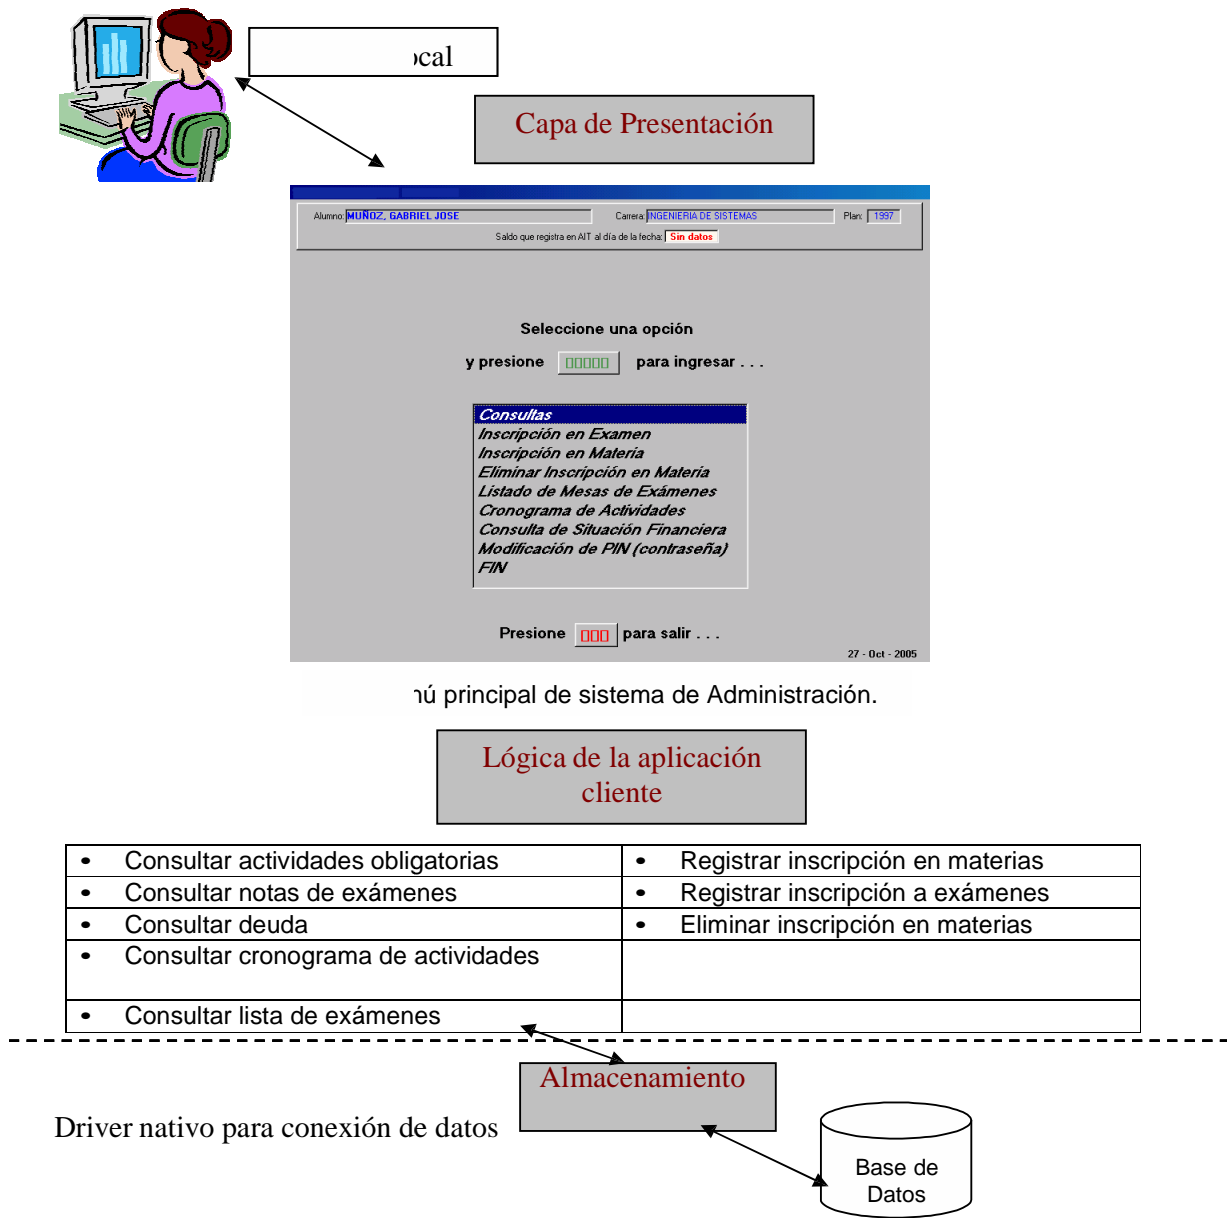 Capa de Presentación
Alumno: MUÑOZ, GABRIEL JOSE Carrera: INGENIERIA DE SISTEMAS Plan: 1997
Saldo que registra en AIT al día de la fecha: Sin datos
Seleccione una opción
y presione para ingresar . . .
Consultas
Inscripción en Examen
Inscripción en Materia
Eliminar Inscripción en Materia
Listado de Mesas de Exámenes
Cronograma de Actividades
Consulta de Situación Financiera
Modificación de PIN (contraseña)
FIN
Presione para salir . . .
27 - Oct - 2005
principal de sistema de Administración.
Lógica de la aplicación
cliente
• Consultar actividades obligatorias • Registrar inscripción en materias
• Consultar notas de exámenes • Registrar inscripción a exámenes
• Consultar deuda • Eliminar inscripción en materias
• Consultar cronograma de actividades
• Consultar lista de exámenes
Almacenamiento
Driver nativo para conexión de datos
Base de
Datos